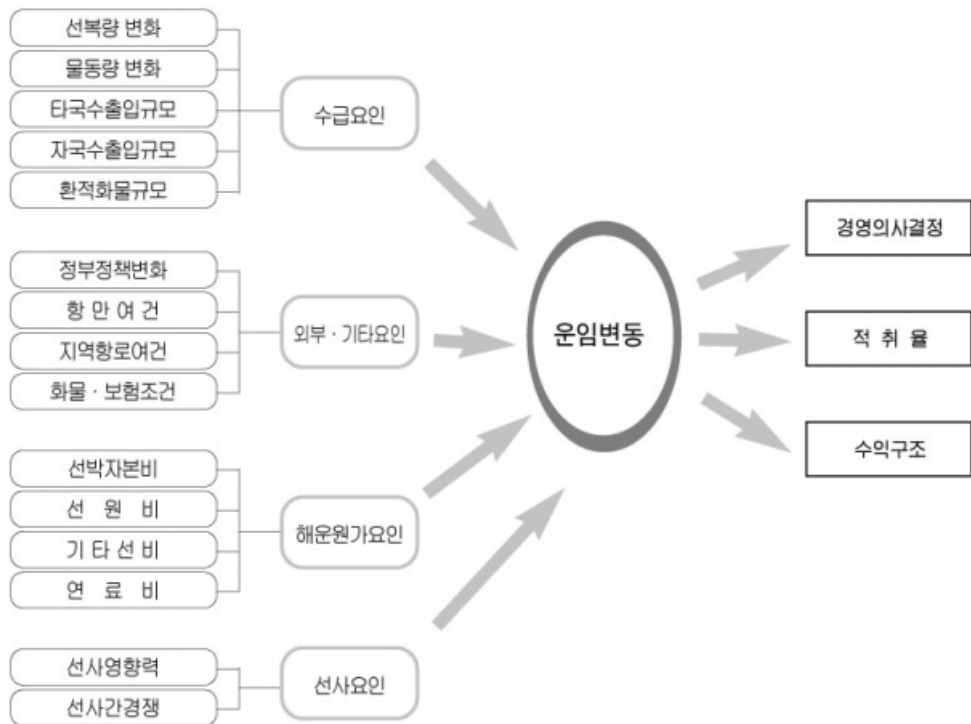 선복량 변화
물동량 변화
타국수출입규모
자국수출입규모
환적화물규모
수급요인
정부정책변화
항 만 여 건
지역항로여건
화물 · 보험조건
외부 · 기타요인
선박자본비
선 원 비
기 타 선 비
연 료 비
해운원가요인
선사영향력
선사간경쟁
선사요인
운임변동
경영의사결정
적 취 율
수익구조